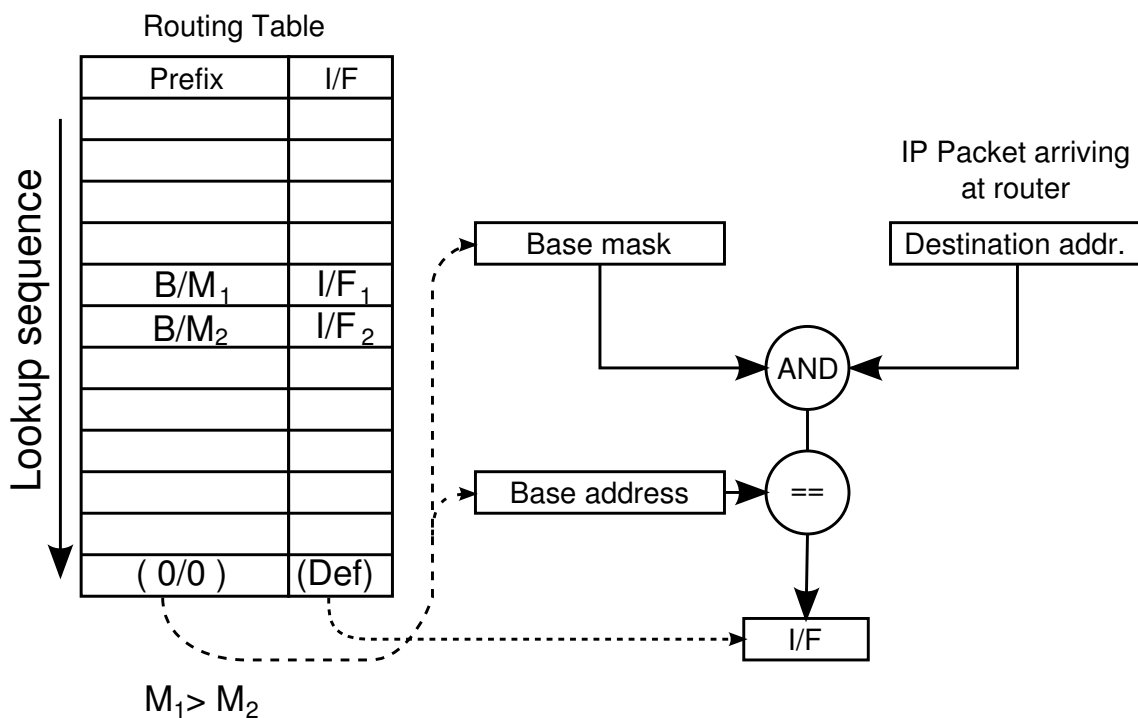 Routing Table
Prefix I/F
Lookup sequence
IP Packet arriving
at router
Base mask
Destination addr.
B/M₁ I/F₁
B/M₂ I/F₂
AND
Base address
==
( 0/0 ) (Def)
I/F
M₁> M₂